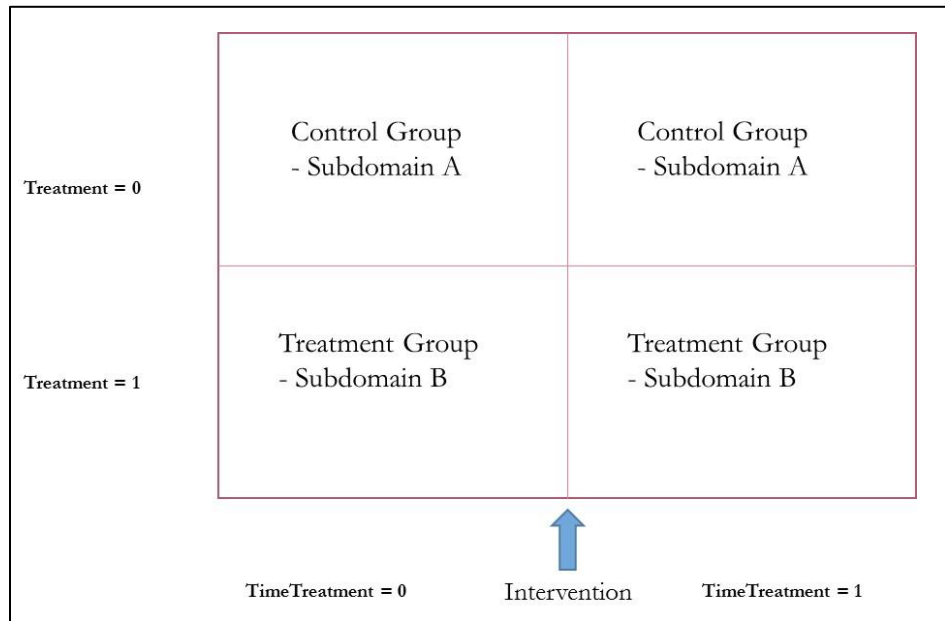 Control Group
- Subdomain A
Control Group
- Subdomain A
Treatment = 0
Treatment Group
- Subdomain B
Treatment Group
- Subdomain B
Treatment = 1
TimeTreatment = 0
Intervention
TimeTreatment = 1